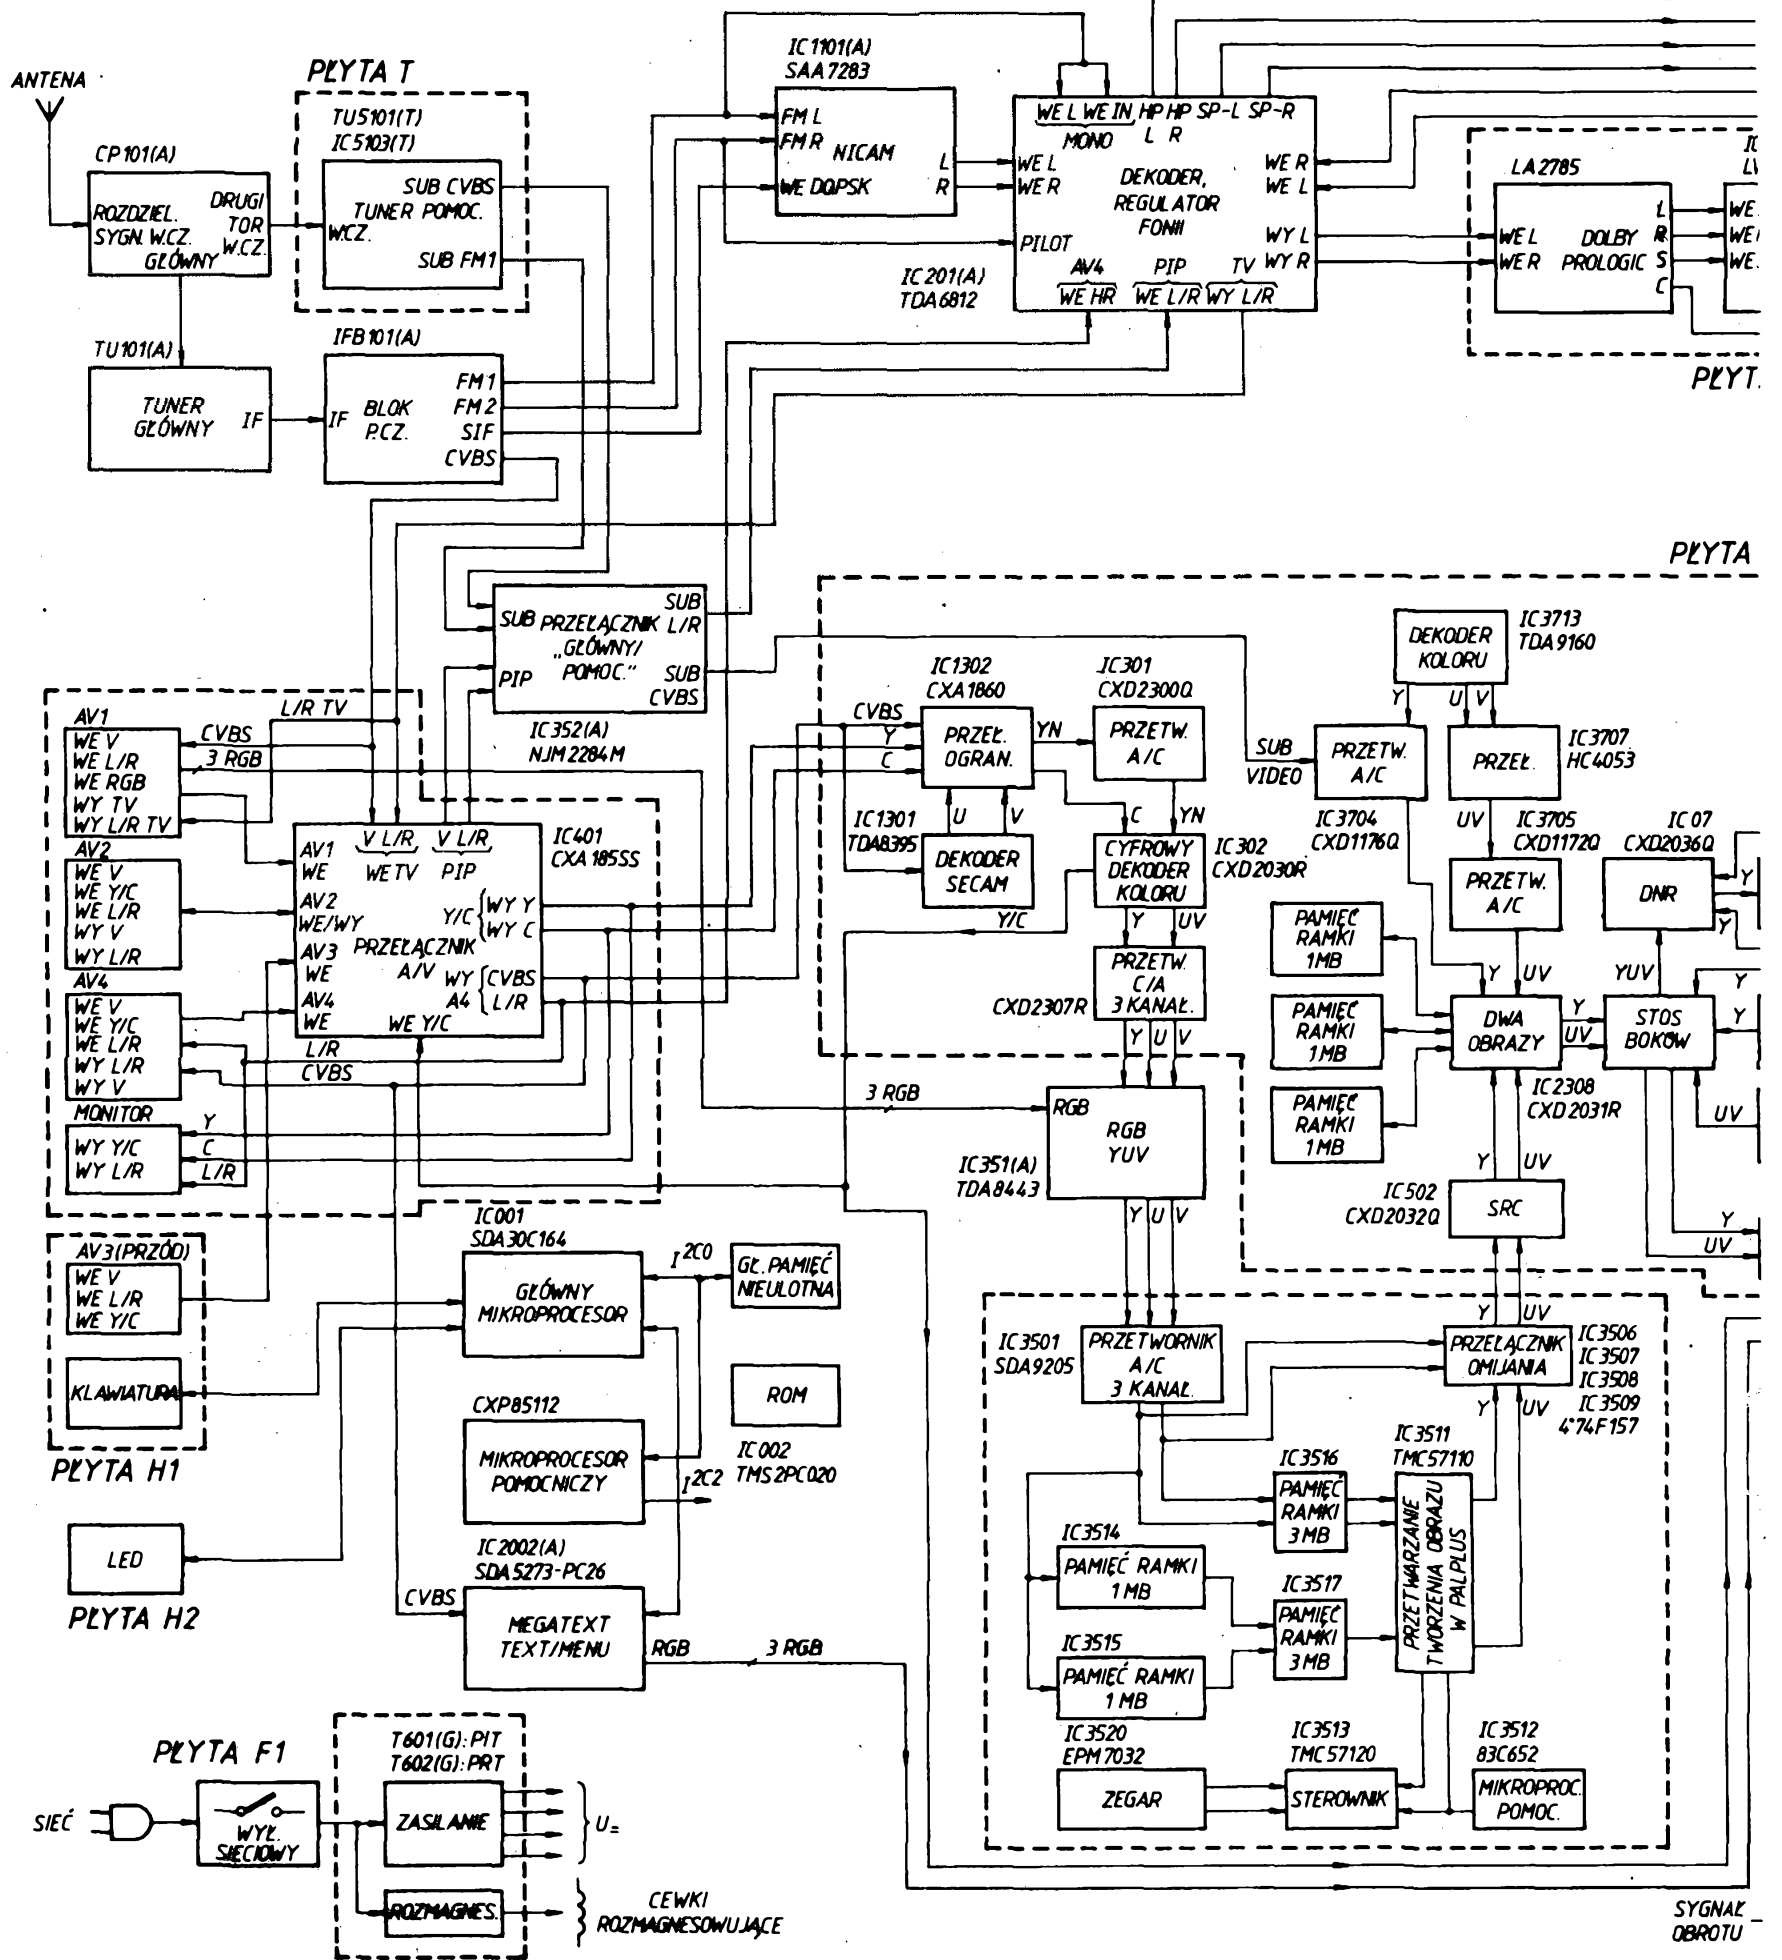 ANTENA
PŁYTA T
TU5101(T)
IC5103(T)
CP101(A)
ROZDZIEL.
SYGN. W.CZ.
GŁÓWNY
DRUGI
TOR
W.CZ.
SUB CVBS
TUNER POMOC.
W.CZ.
SUB FM1
TU101(A)
TUNER
GŁÓWNY
IF
IFB101(A)
IF
BLOK
P.CZ.
FM1
FM2
SIF
CVBS
IC1101(A)
SAA7283
FM L
FM R
NICAM
WE DQPSK
L
R
WE L WE IN HP HP SP-L SP-R
MONO
L R
WE L
WE R
DEKODER,
REGULATOR
FONII
WE R
WE L
WY L
WY R
PILOT
AV4
WE HR
PIP
WE L/R
TV
WY L/R
IC201(A)
TDA6812
LA2785
WE L
WE R
DOLBY
PROLOGIC
L
R
S
C
PŁYT.
PŁYTA
SUB
PRZEŁĄCZNIK
„GŁÓWNY/
POMOC."
PIP
SUB
L/R
SUB
CVBS
IC352(A)
NJM2284M
AV1
WE V
WE L/R
WE RGB
WY TV
WY L/R TV
L/R TV
CVBS
3 RGB
AV2
WE V
WE Y/C
WE L/R
WY V
WY L/R
AV4
WE V
WE Y/C
WE L/R
WY L/R
WY V
MONITOR
WY Y/C
WY L/R
L/R
CVBS
Y
C
L/R
IC401
CXA1855S
V L/R
WE TV
V L/R
PIP
AV1
WE
AV2
WE/WY
AV3
WE
AV4
WE
PRZEŁĄCZNIK
A/V
Y/C
WY Y
WY C
WY
A4
CVBS
L/R
WE Y/C
AV3(PRZÓD)
WE V
WE L/R
WE Y/C
KLAWIATURA
PŁYTA H1
LED
PŁYTA H2
IC001
SDA30C164
GŁÓWNY
MIKROPROCESOR
I²C0
GŁ. PAMIĘĆ
NIEULOTNA
ROM
IC002
TMS2PC020
CXP85112
MIKROPROCESOR
POMOCNICZY
I²C2
IC2002(A)
SDA5273-PC26
CVBS
MEGATEXT
TEXT/MENU
RGB
3 RGB
PŁYTA F1
SIEĆ
WYŁ.
SIECIOWY
T601(G): PIT
T602(G): PRT
ZASILANIE
U=
ROZMAGNES.
CEWKI
ROZMAGNESOWUJĄCE
CVBS
Y
C
IC1302
CXA1860
PRZEŁ.
OGRAN.
YN
IC301
CXD2300Q
PRZETW.
A/C
U
V
C
YN
IC1301
TDA8395
DEKODER
SECAM
CYFROWY
DEKODER
KOLORU
IC302
CXD2030R
Y/C
Y
UV
PRZETW.
C/A
3 KANAŁ.
CXD2307R
Y U V
3 RGB
RGB
RGB
YUV
IC351(A)
TDA8443
Y U V
SUB
VIDEO
IC3713
TDA9160
DEKODER
KOLORU
Y
U V
PRZETW.
A/C
PRZEŁ.
IC3707
HC4053
IC3704
CXD1176Q
UV
IC3705
CXD1172Q
PRZETW.
A/C
IC07
CXD2036Q
DNR
Y
Y
PAMIĘĆ
RAMKI
1MB
PAMIĘĆ
RAMKI
1MB
PAMIĘĆ
RAMKI
1MB
Y
UV
DWA
OBRAZY
Y
UV
YUV
Y
STOS
BOKÓW
Y
IC2308
CXD2031R
UV
Y
UV
IC502
CXD2032Q
SRC
Y
UV
Y
UV
IC3501
SDA9205
PRZETWORNIK
A/C
3 KANAŁ.
PRZEŁĄCZNIK
OMIJANIA
IC3506
IC3507
IC3508
IC3509
4*74F157
Y
UV
IC3511
TMC57110
IC3516
PAMIĘĆ
RAMKI
3MB
PRZETWARZANIE
TWORZENIA OBRAZU
W PALPLUS
IC3514
PAMIĘĆ RAMKI
1MB
IC3517
PAMIĘĆ
RAMKI
3MB
IC3515
PAMIĘĆ RAMKI
1MB
IC3520
EPM7032
ZEGAR
IC3513
TMC57120
STEROWNIK
IC3512
83C652
MIKROPROC.
POMOC.
SYGNAŁ
OBROTU